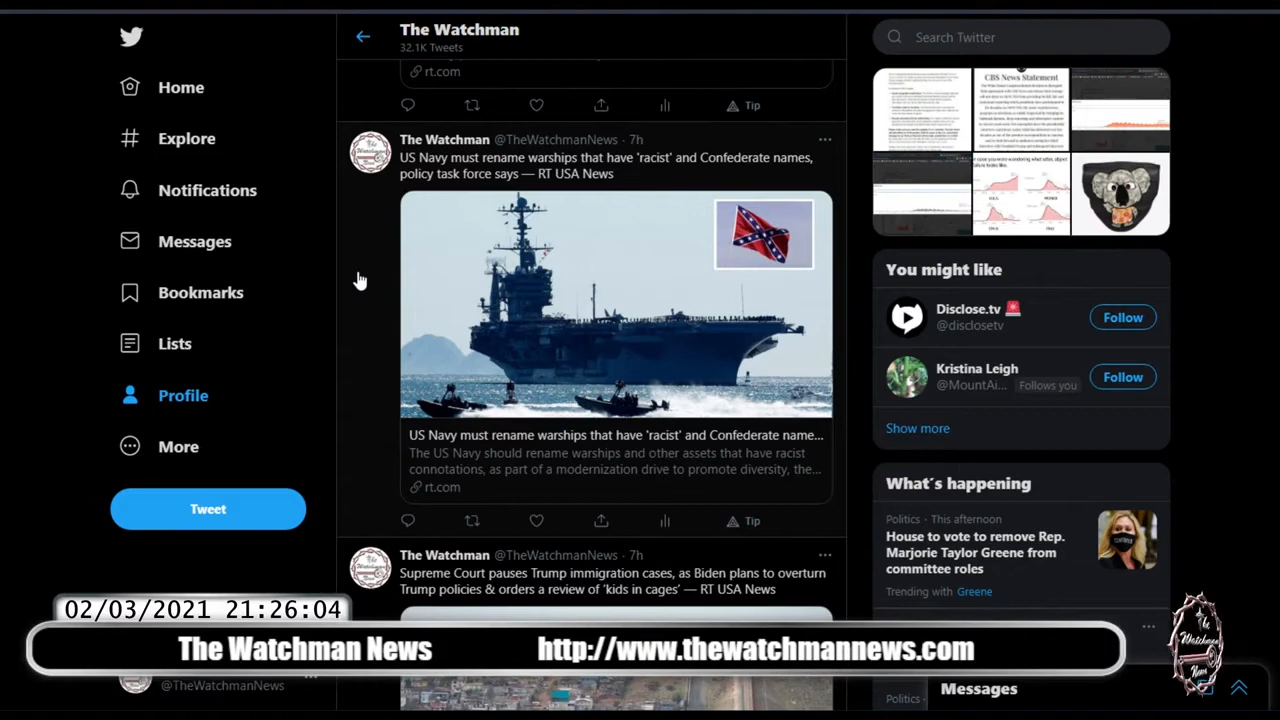 The Watchman
32.1K Tweets
Search Twitter
rt.com
Tip
Home
Explore
Notifications
Messages
Bookmarks
Lists
Profile
More
Tweet
The Watchman @TheWatchmanNews · 7h
US Navy must rename warships that have 'racist' and Confederate names,
policy task force says — RT USA News
US Navy must rename warships that have 'racist' and Confederate name...
The US Navy should rename warships and other assets that have racist
connotations, as part of a modernization drive to promote diversity, the...
rt.com
Tip
The Watchman @TheWatchmanNews · 7h
Supreme Court pauses Trump immigration cases, as Biden plans to overturn
Trump policies & orders a review of 'kids in cages' — RT USA News
CBS News Statement
You might like
Disclose.tv
@disclosetv
Follow
Kristina Leigh
@MountAi... Follows you
Follow
Show more
What's happening
Politics · This afternoon
House to vote to remove Rep.
Marjorie Taylor Greene from
committee roles
Trending with Greene
Politics ·
Messages
02/03/2021 21:26:04
The Watchman News http://www.thewatchmannews.com
@TheWatchmanNews
The
Watchman
News